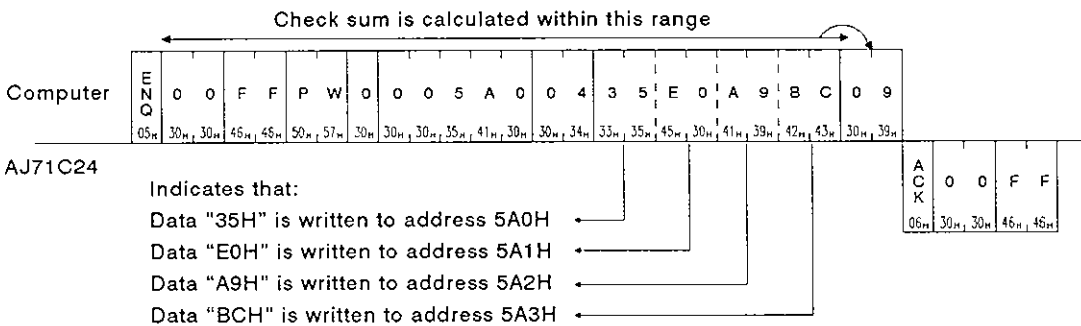 Check sum is calculated within this range
Computer
ENQ 0 0 F F P W 0 0 0 5 A 0 0 4 3 5 E 0 A 9 B C 0 9
05H 30H, 30H 46H, 46H 50H, 57H 30H 30H, 30H, 35H, 41H, 30H 30H, 34H 33H, 35H, 45H, 30H, 41H, 39H, 42H, 43H 30H, 39H
AJ71C24
ACK 0 0 F F
06H 30H, 30H 46H, 46H
Indicates that:
Data "35H" is written to address 5A0H
Data "E0H" is written to address 5A1H
Data "A9H" is written to address 5A2H
Data "BCH" is written to address 5A3H